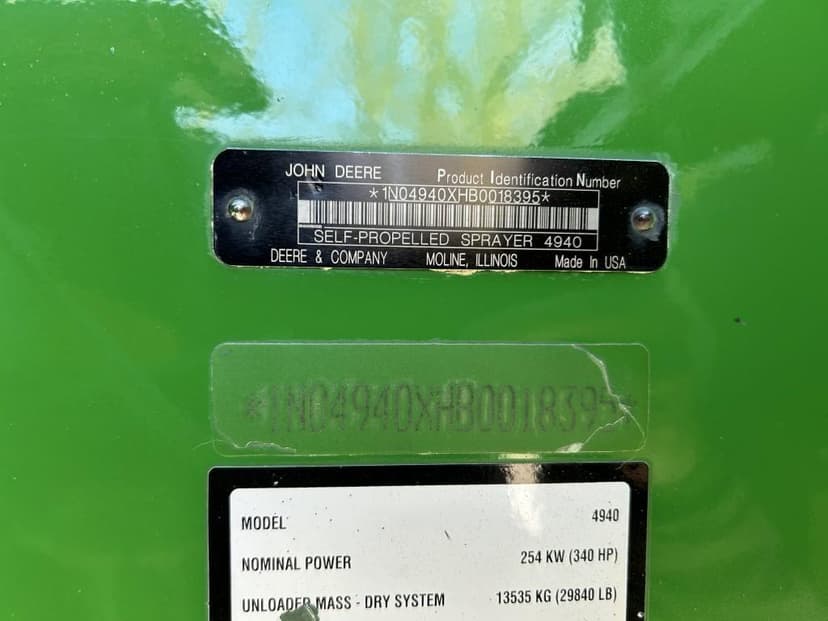 JOHN DEERE Product Identification Number
*1N04940XHB0018395*
SELF-PROPELLED SPRAYER 4940
DEERE & COMPANY MOLINE, ILLINOIS Made In USA
*1N04940XHB0018395*
MODEL 4940
NOMINAL POWER 254 KW (340 HP)
UNLOADED MASS - DRY SYSTEM 13535 KG (29840 LB)